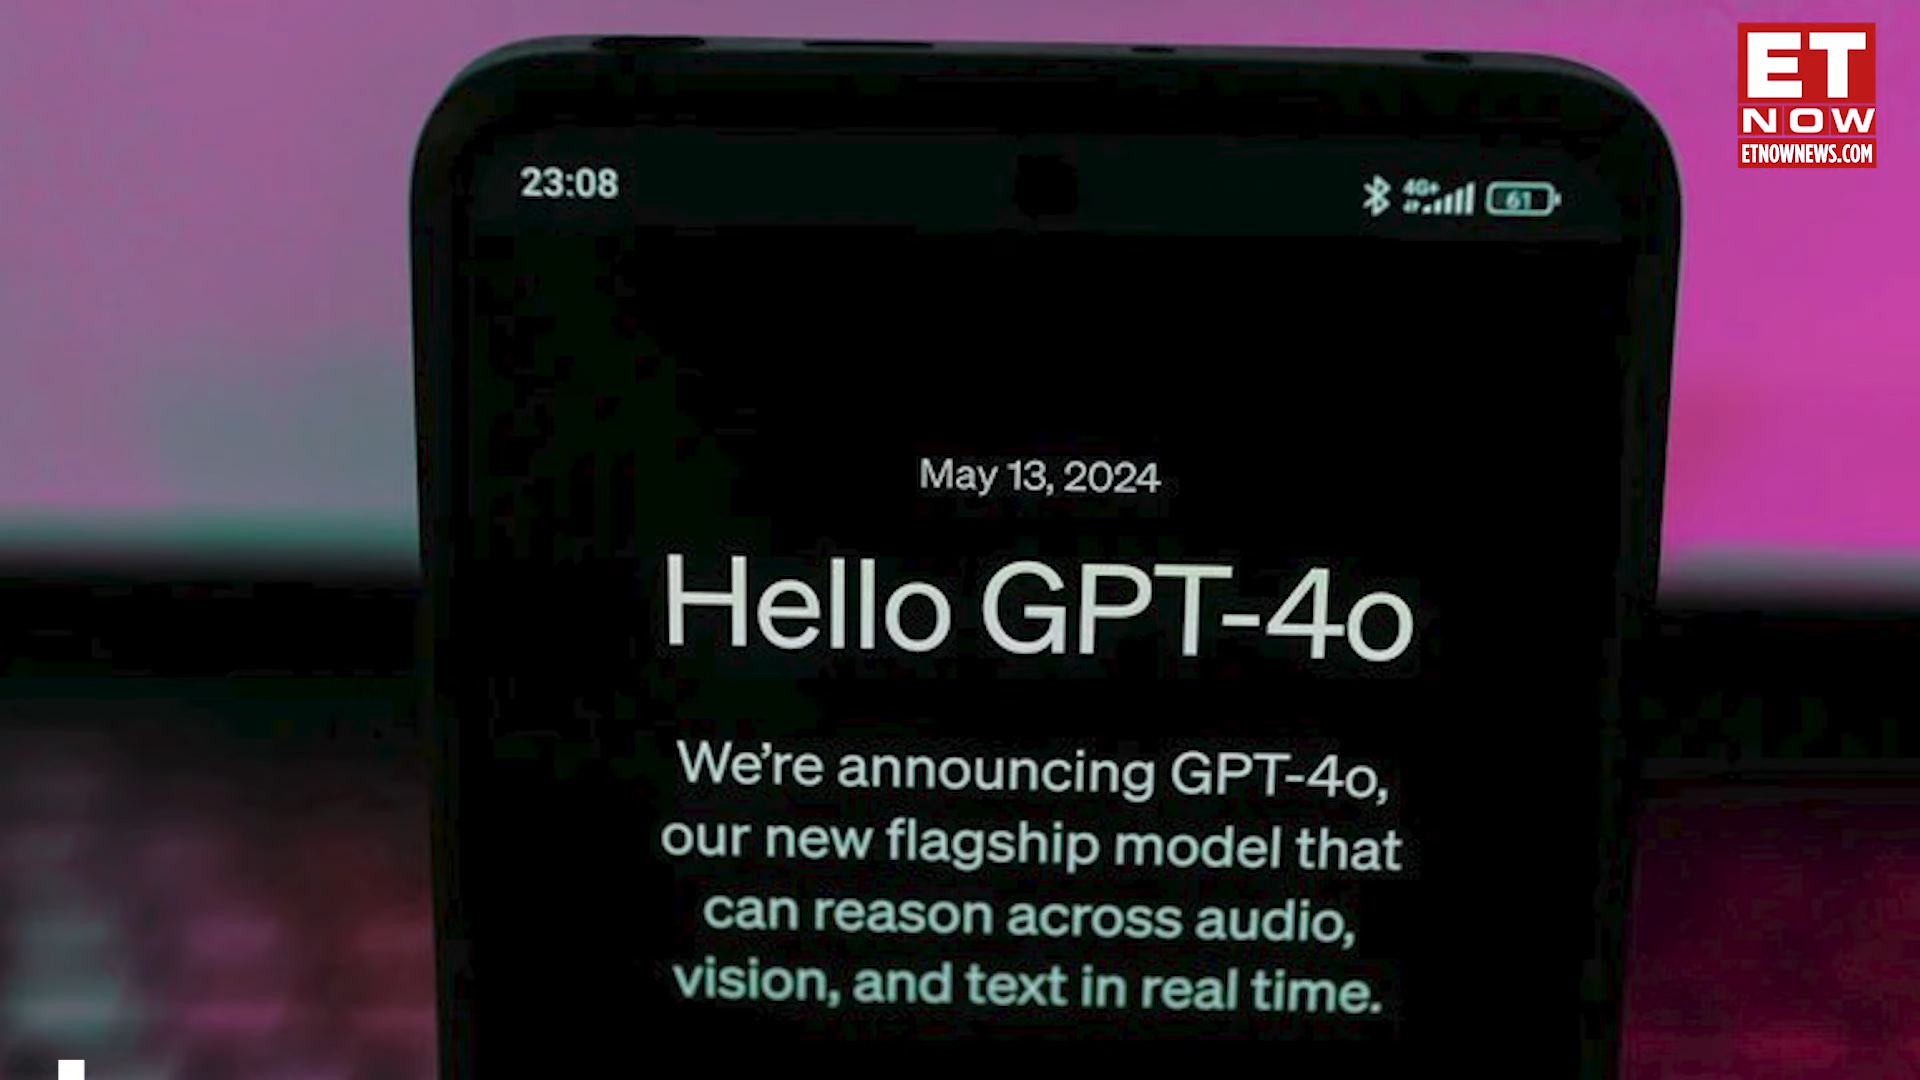 ET
NOW
ETNOWNEWS.COM
23:08
4G+
61
May 13, 2024
Hello GPT-4o
We’re announcing GPT-4o,
our new flagship model that
can reason across audio,
vision, and text in real time.